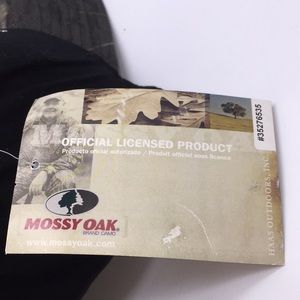 OFFICIAL LICENSED PRODUCT
Producto oficial autorizado / Produit officiel sous licence
#35276535
MOSSY OAK
BRAND CAMO
www.mossyoak.com
HAAS OUTDOORS, INC.